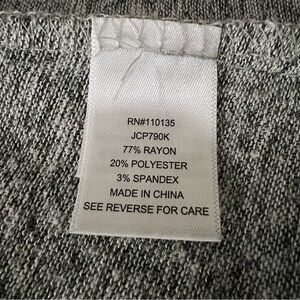 RN#110135
JCP790K
77% RAYON
20% POLYESTER
3% SPANDEX
MADE IN CHINA
SEE REVERSE FOR CARE